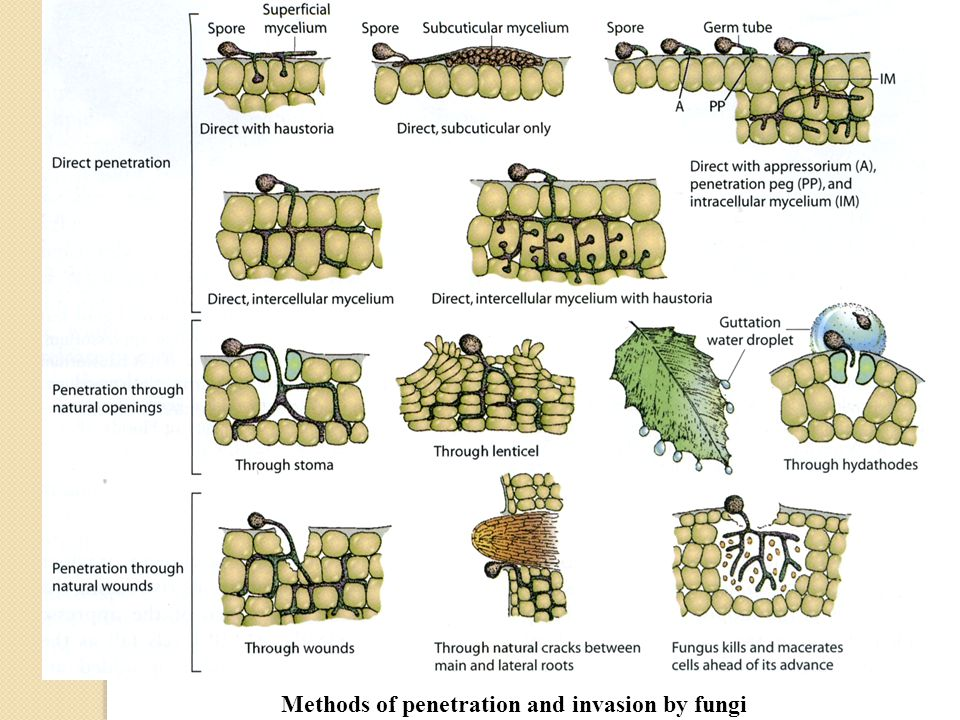 Superficial
mycelium
Spore
Spore
Subcuticular mycelium
Spore
Germ tube
IM
A
PP
Direct with haustoria
Direct, subcuticular only
Direct penetration
Direct with appressorium (A),
penetration peg (PP), and
intracellular mycelium (IM)
Direct, intercellular mycelium
Direct, intercellular mycelium with haustoria
Guttation
water droplet
Penetration through
natural openings
Through stoma
Through lenticel
Through hydathodes
Penetration through
natural wounds
Through wounds
Through natural cracks between
main and lateral roots
Fungus kills and macerates
cells ahead of its advance
Methods of penetration and invasion by fungi